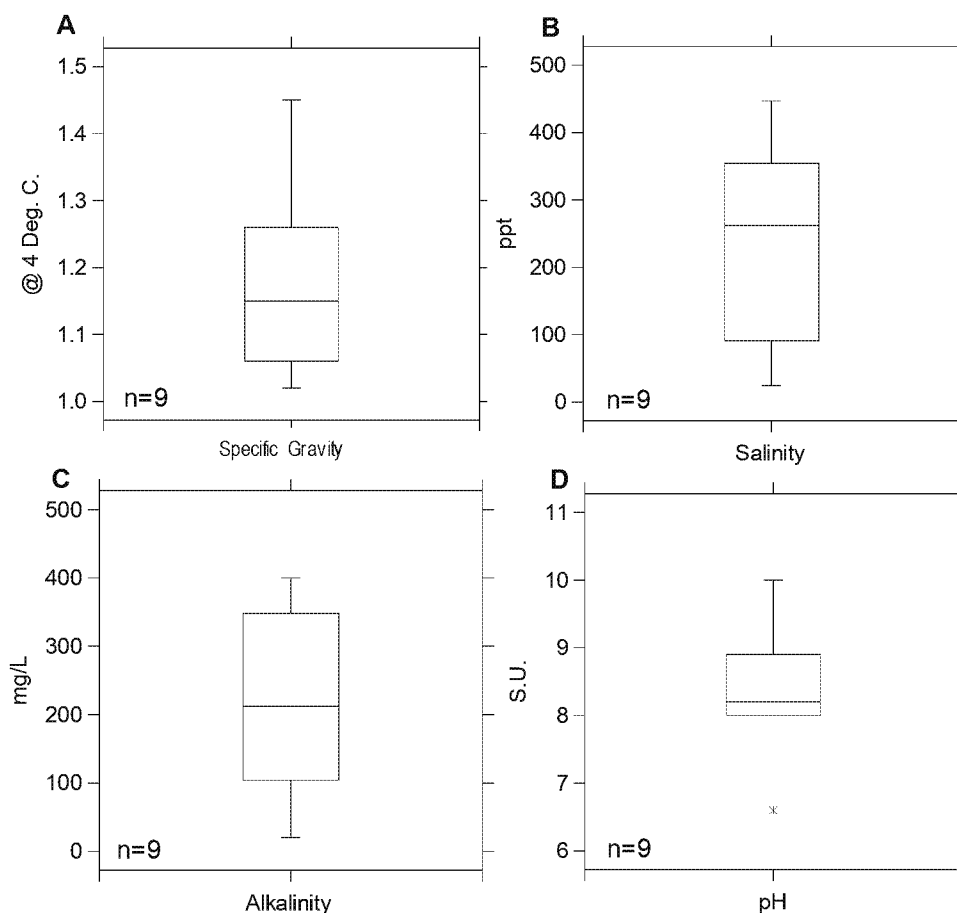 A
1.5
1.4
1.3
1.2
1.1
1.0
@ 4 Deg. C.
n=9
Specific Gravity
B
500
400
300
200
100
0
ppt
n=9
Salinity
C
500
400
300
200
100
0
mg/L
n=9
Alkalinity
D
11
10
9
8
7
6
S.U.
n=9
pH